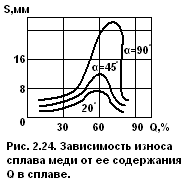 S,мм
α=90°
16
α=45°
8
20°
0
30
60
90
Q,%
Рис. 2.24. Зависимость износа
сплава меди от ее содержания
Q в сплаве.